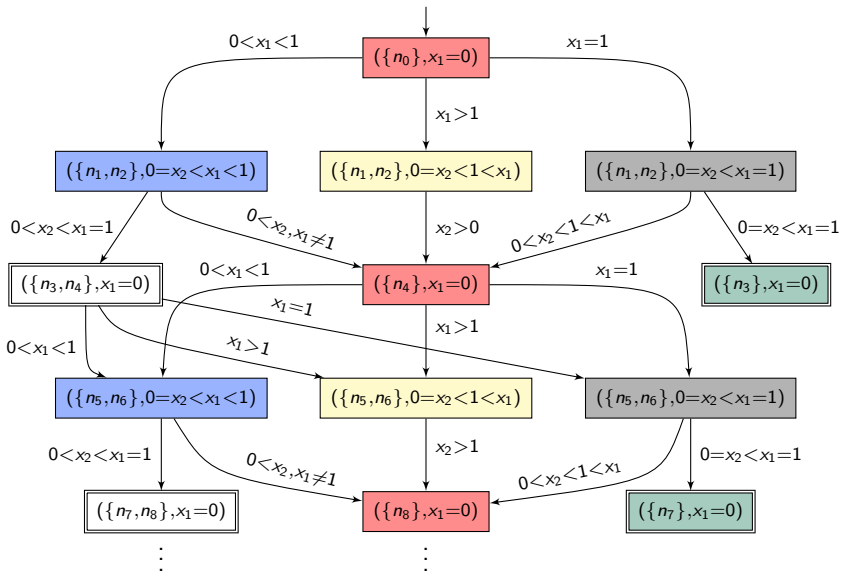 ({n₀},x₁=0)
0<x₁<1
x₁=1
x₁>1
({n₁,n₂},0=x₂<x₁<1)
({n₁,n₂},0=x₂<1<x₁)
({n₁,n₂},0=x₂<x₁=1)
0<x₂<x₁=1
0<x₂,x₁≠1
x₂>0
0<x₂<1<x₁
0=x₂<x₁=1
({n₃,n₄},x₁=0)
({n₄},x₁=0)
({n₃},x₁=0)
0<x₁<1
x₁=1
0<x₁<1
x₁>1
x₁=1
x₁>1
({n₅,n₆},0=x₂<x₁<1)
({n₅,n₆},0=x₂<1<x₁)
({n₅,n₆},0=x₂<x₁=1)
0<x₂<x₁=1
0<x₂,x₁≠1
x₂>1
0<x₂<1<x₁
0=x₂<x₁=1
({n₇,n₈},x₁=0)
({n₈},x₁=0)
({n₇},x₁=0)
⋮
⋮